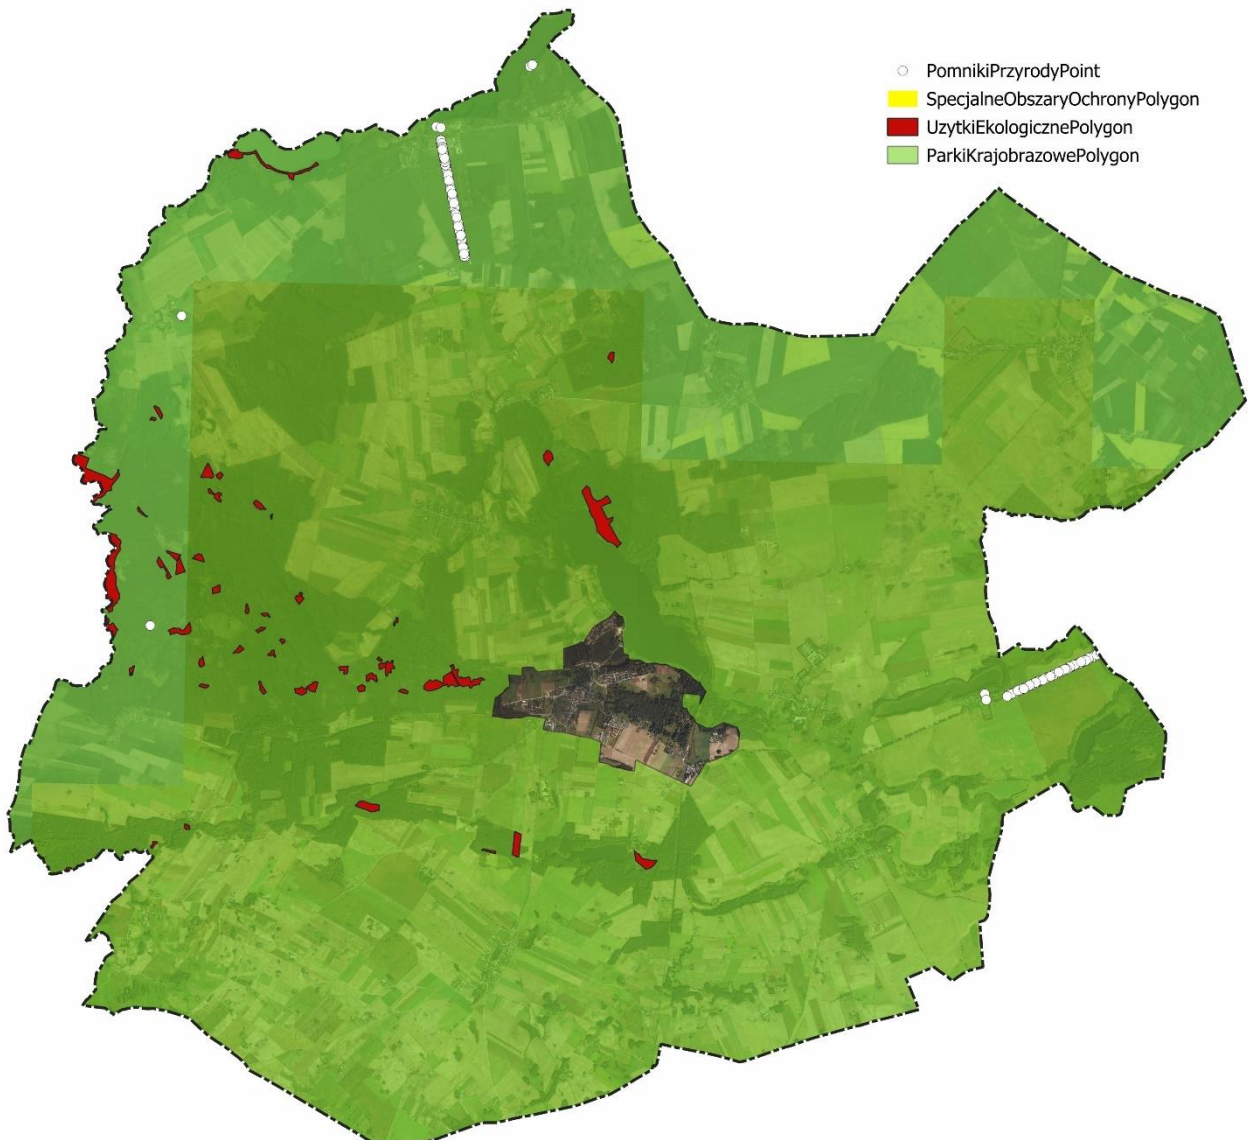 PomnikiPrzyrodyPoint
SpecjalneObszaryOchronyPolygon
UzytkiEkologicznePolygon
ParkiKrajobrazowePolygon